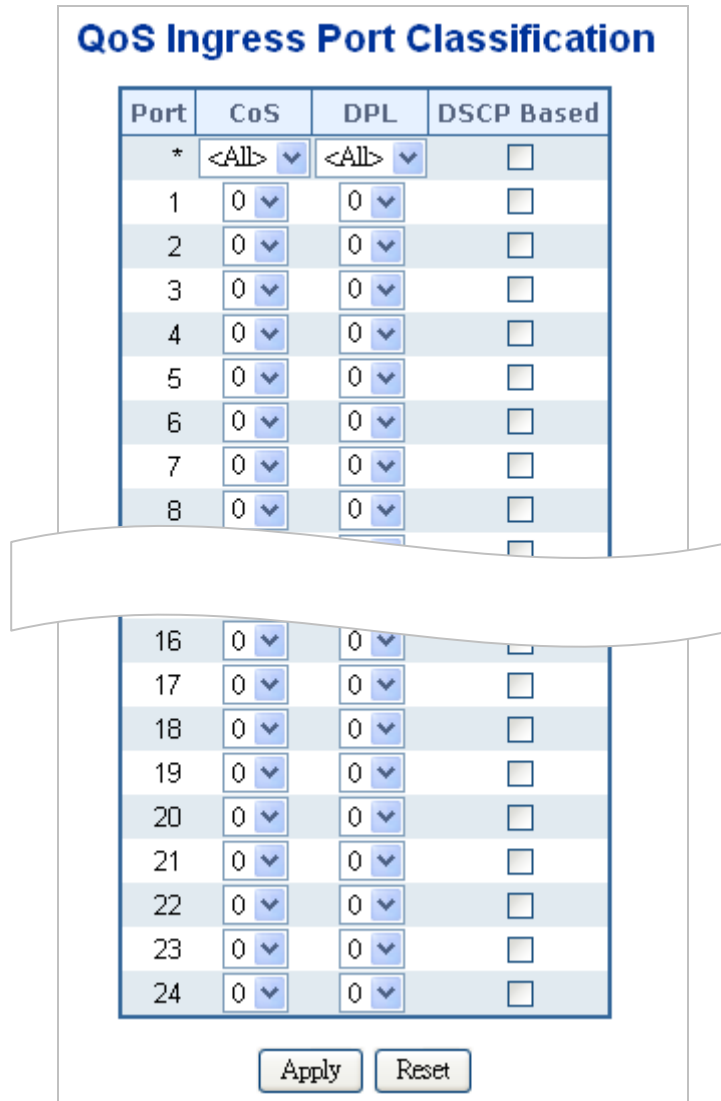 QoS Ingress Port Classification
Port CoS DPL DSCP Based
* <All> <All>
1 0 0
2 0 0
3 0 0
4 0 0
5 0 0
6 0 0
7 0 0
8 0 0
16 0 0
17 0 0
18 0 0
19 0 0
20 0 0
21 0 0
22 0 0
23 0 0
24 0 0
Apply Reset